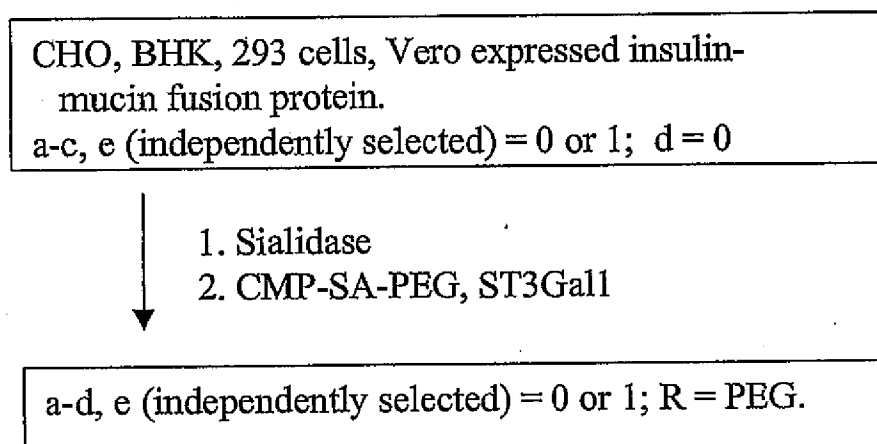 CHO, BHK, 293 cells, Vero expressed insulin-
mucin fusion protein.
a-c, e (independently selected) = 0 or 1;  d = 0
1. Sialidase
2. CMP-SA-PEG, ST3Gal1
a-d, e (independently selected) = 0 or 1; R = PEG.